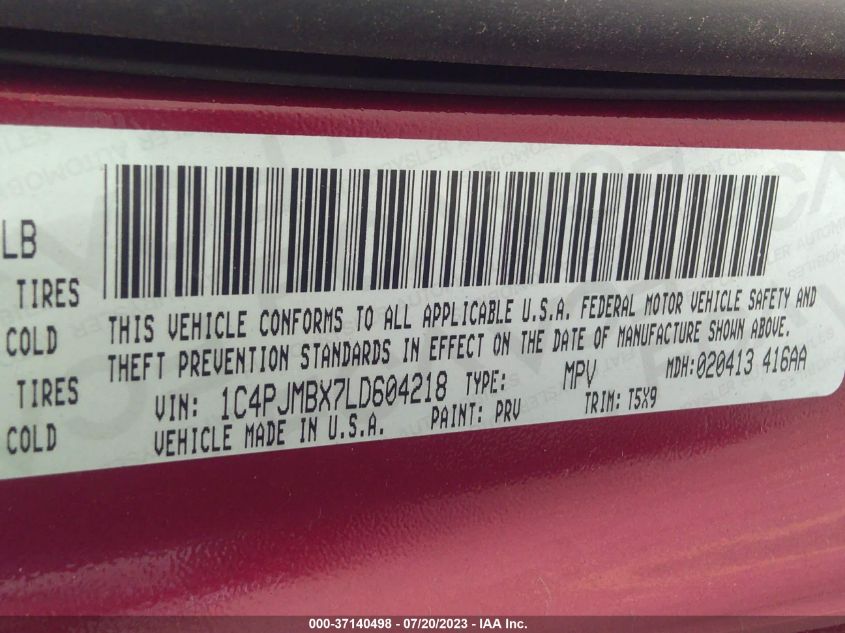 LB
TIRES
COLD
TIRES
COLD
THIS VEHICLE CONFORMS TO ALL APPLICABLE U.S.A. FEDERAL MOTOR VEHICLE SAFETY AND
THEFT PREVENTION STANDARDS IN EFFECT ON THE DATE OF MANUFACTURE SHOWN ABOVE.
VIN: 1C4PJMBX7LD604218 TYPE: MPV MDH:020413 416AA
VEHICLE MADE IN U.S.A. PAINT: PRV TRIM: T5X9
000-37140498 - 07/20/2023 - IAA Inc.